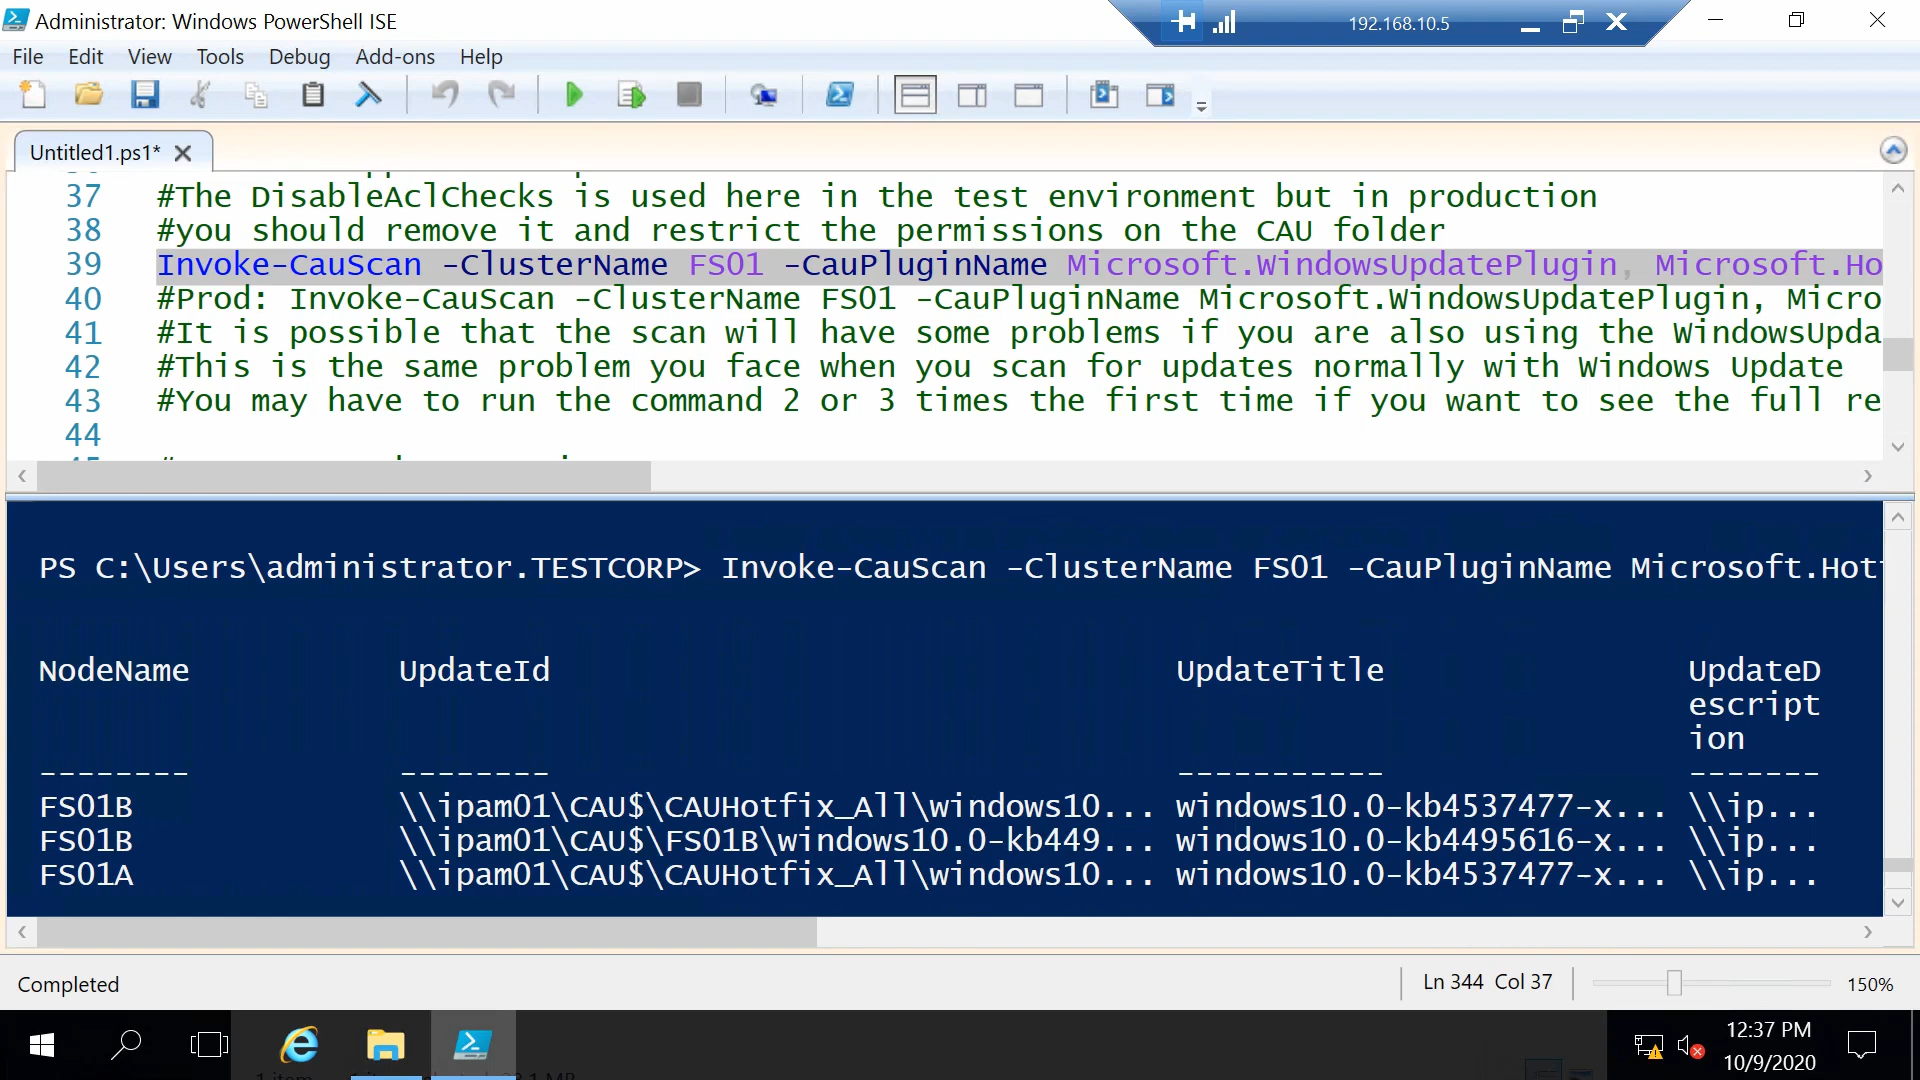 Administrator: Windows PowerShell ISE
192.168.10.5
File Edit View Tools Debug Add-ons Help
Untitled1.ps1*
37 #The DisableAclChecks is used here in the test environment but in production
38 #you should remove it and restrict the permissions on the CAU folder
39 Invoke-CauScan -ClusterName FS01 -CauPluginName Microsoft.WindowsUpdatePlugin, Microsoft.Ho
40 #Prod: Invoke-CauScan -ClusterName FS01 -CauPluginName Microsoft.WindowsUpdatePlugin, Micro
41 #It is possible that the scan will have some problems if you are also using the WindowsUpda
42 #This is the same problem you face when you scan for updates normally with Windows Update
43 #You may have to run the command 2 or 3 times the first time if you want to see the full re
44
PS C:\Users\administrator.TESTCORP> Invoke-CauScan -ClusterName FS01 -CauPluginName Microsoft.Hot
NodeName UpdateId UpdateTitle UpdateD
escript
ion
-------- -------- ----------- -------
FS01B \\ipam01\CAU$\CAUHotfix_All\windows10... windows10.0-kb4537477-x... \\ip...
FS01B \\ipam01\CAU$\FS01B\windows10.0-kb449... windows10.0-kb4495616-x... \\ip...
FS01A \\ipam01\CAU$\CAUHotfix_All\windows10... windows10.0-kb4537477-x... \\ip...
Completed
Ln 344 Col 37
150%
12:37 PM
10/9/2020